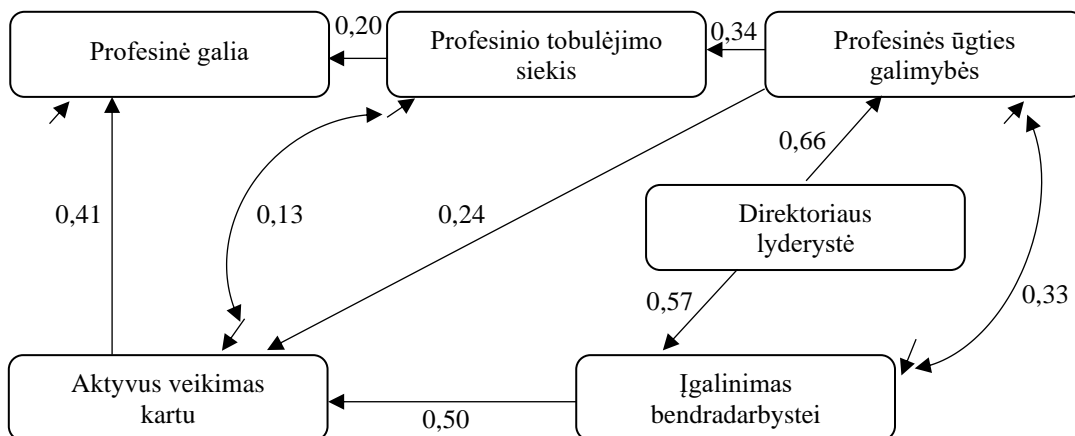 Profesinė galia
0,20
Profesinio tobulėjimo
siekis
0,34
Profesinės ūgties
galimybės
0,66
0,41
0,13
0,24
Direktoriaus
lyderystė
0,57
0,33
Aktyvus veikimas
kartu
0,50
Įgalinimas
bendradarbystei